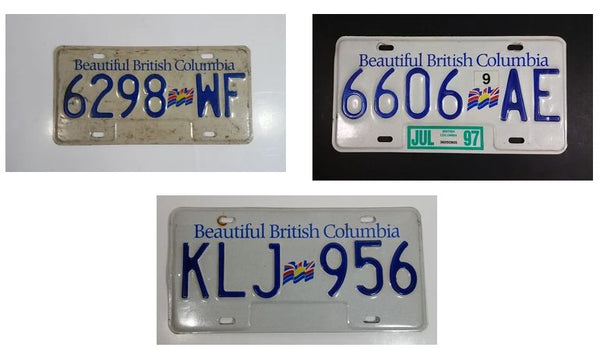 Beautiful British Columbia
6298 WF
Beautiful British Columbia
9
6606 AE
JUL 97
Beautiful British Columbia
KLJ 956